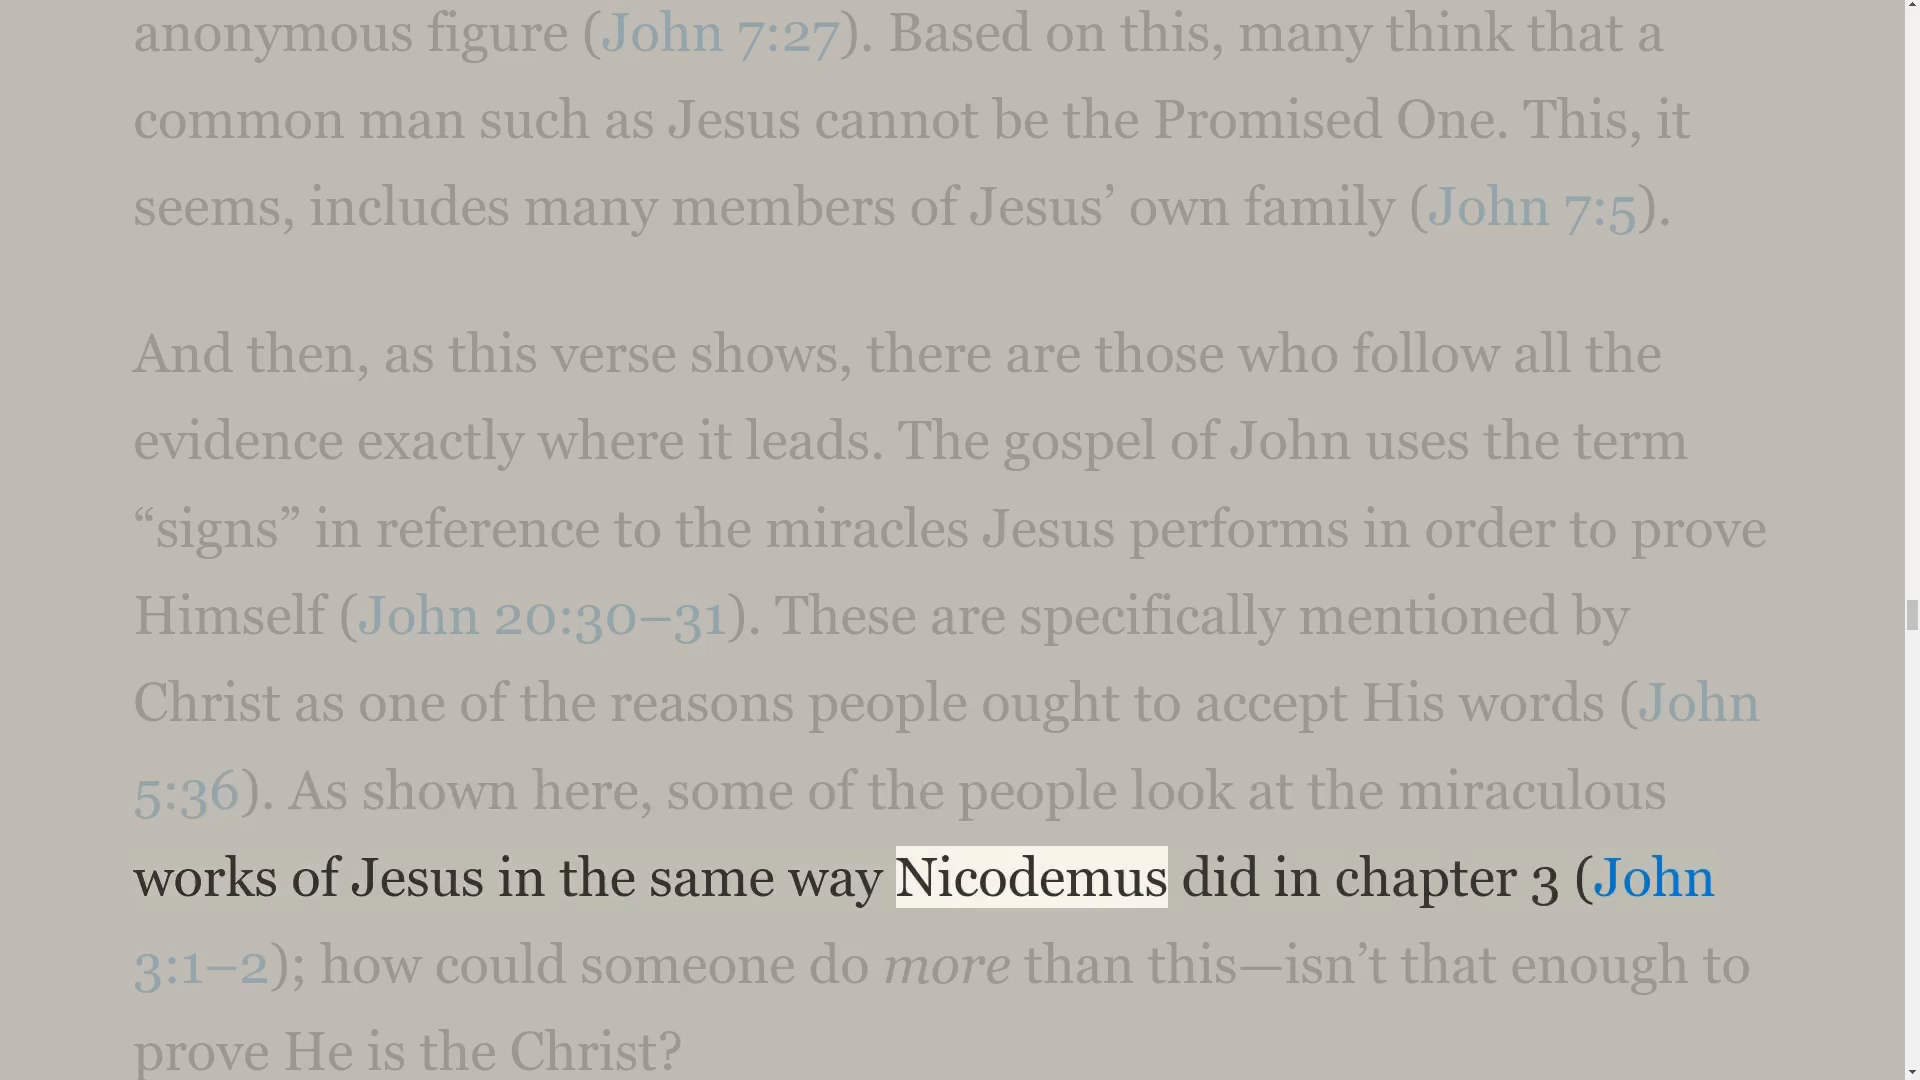 anonymous figure (John 7:27). Based on this, many think that a
common man such as Jesus cannot be the Promised One. This, it
seems, includes many members of Jesus’ own family (John 7:5).
And then, as this verse shows, there are those who follow all the
evidence exactly where it leads. The gospel of John uses the term
“signs” in reference to the miracles Jesus performs in order to prove
Himself (John 20:30–31). These are specifically mentioned by
Christ as one of the reasons people ought to accept His words (John
5:36). As shown here, some of the people look at the miraculous
works of Jesus in the same way Nicodemus did in chapter 3 (John
3:1–2); how could someone do more than this—isn’t that enough to
prove He is the Christ?